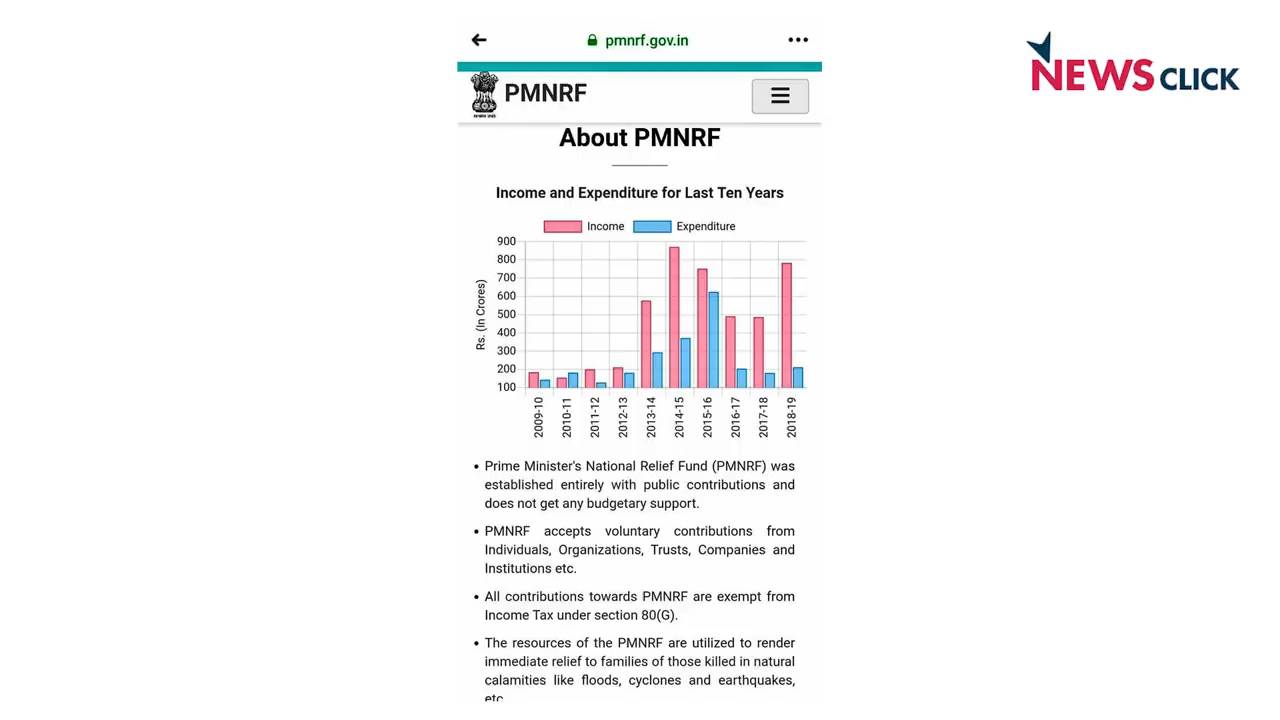 pmnrf.gov.in
NEWSCLICK
PMNRF
About PMNRF
Income and Expenditure for Last Ten Years
Income Expenditure
Rs. (In Crores)
900
800
700
600
500
400
300
200
100
2009-10
2010-11
2011-12
2012-13
2013-14
2014-15
2015-16
2016-17
2017-18
2018-19
• Prime Minister's National Relief Fund (PMNRF) was
established entirely with public contributions and
does not get any budgetary support.
• PMNRF accepts voluntary contributions from
Individuals, Organizations, Trusts, Companies and
Institutions etc.
• All contributions towards PMNRF are exempt from
Income Tax under section 80(G).
• The resources of the PMNRF are utilized to render
immediate relief to families of those killed in natural
calamities like floods, cyclones and earthquakes,
etc